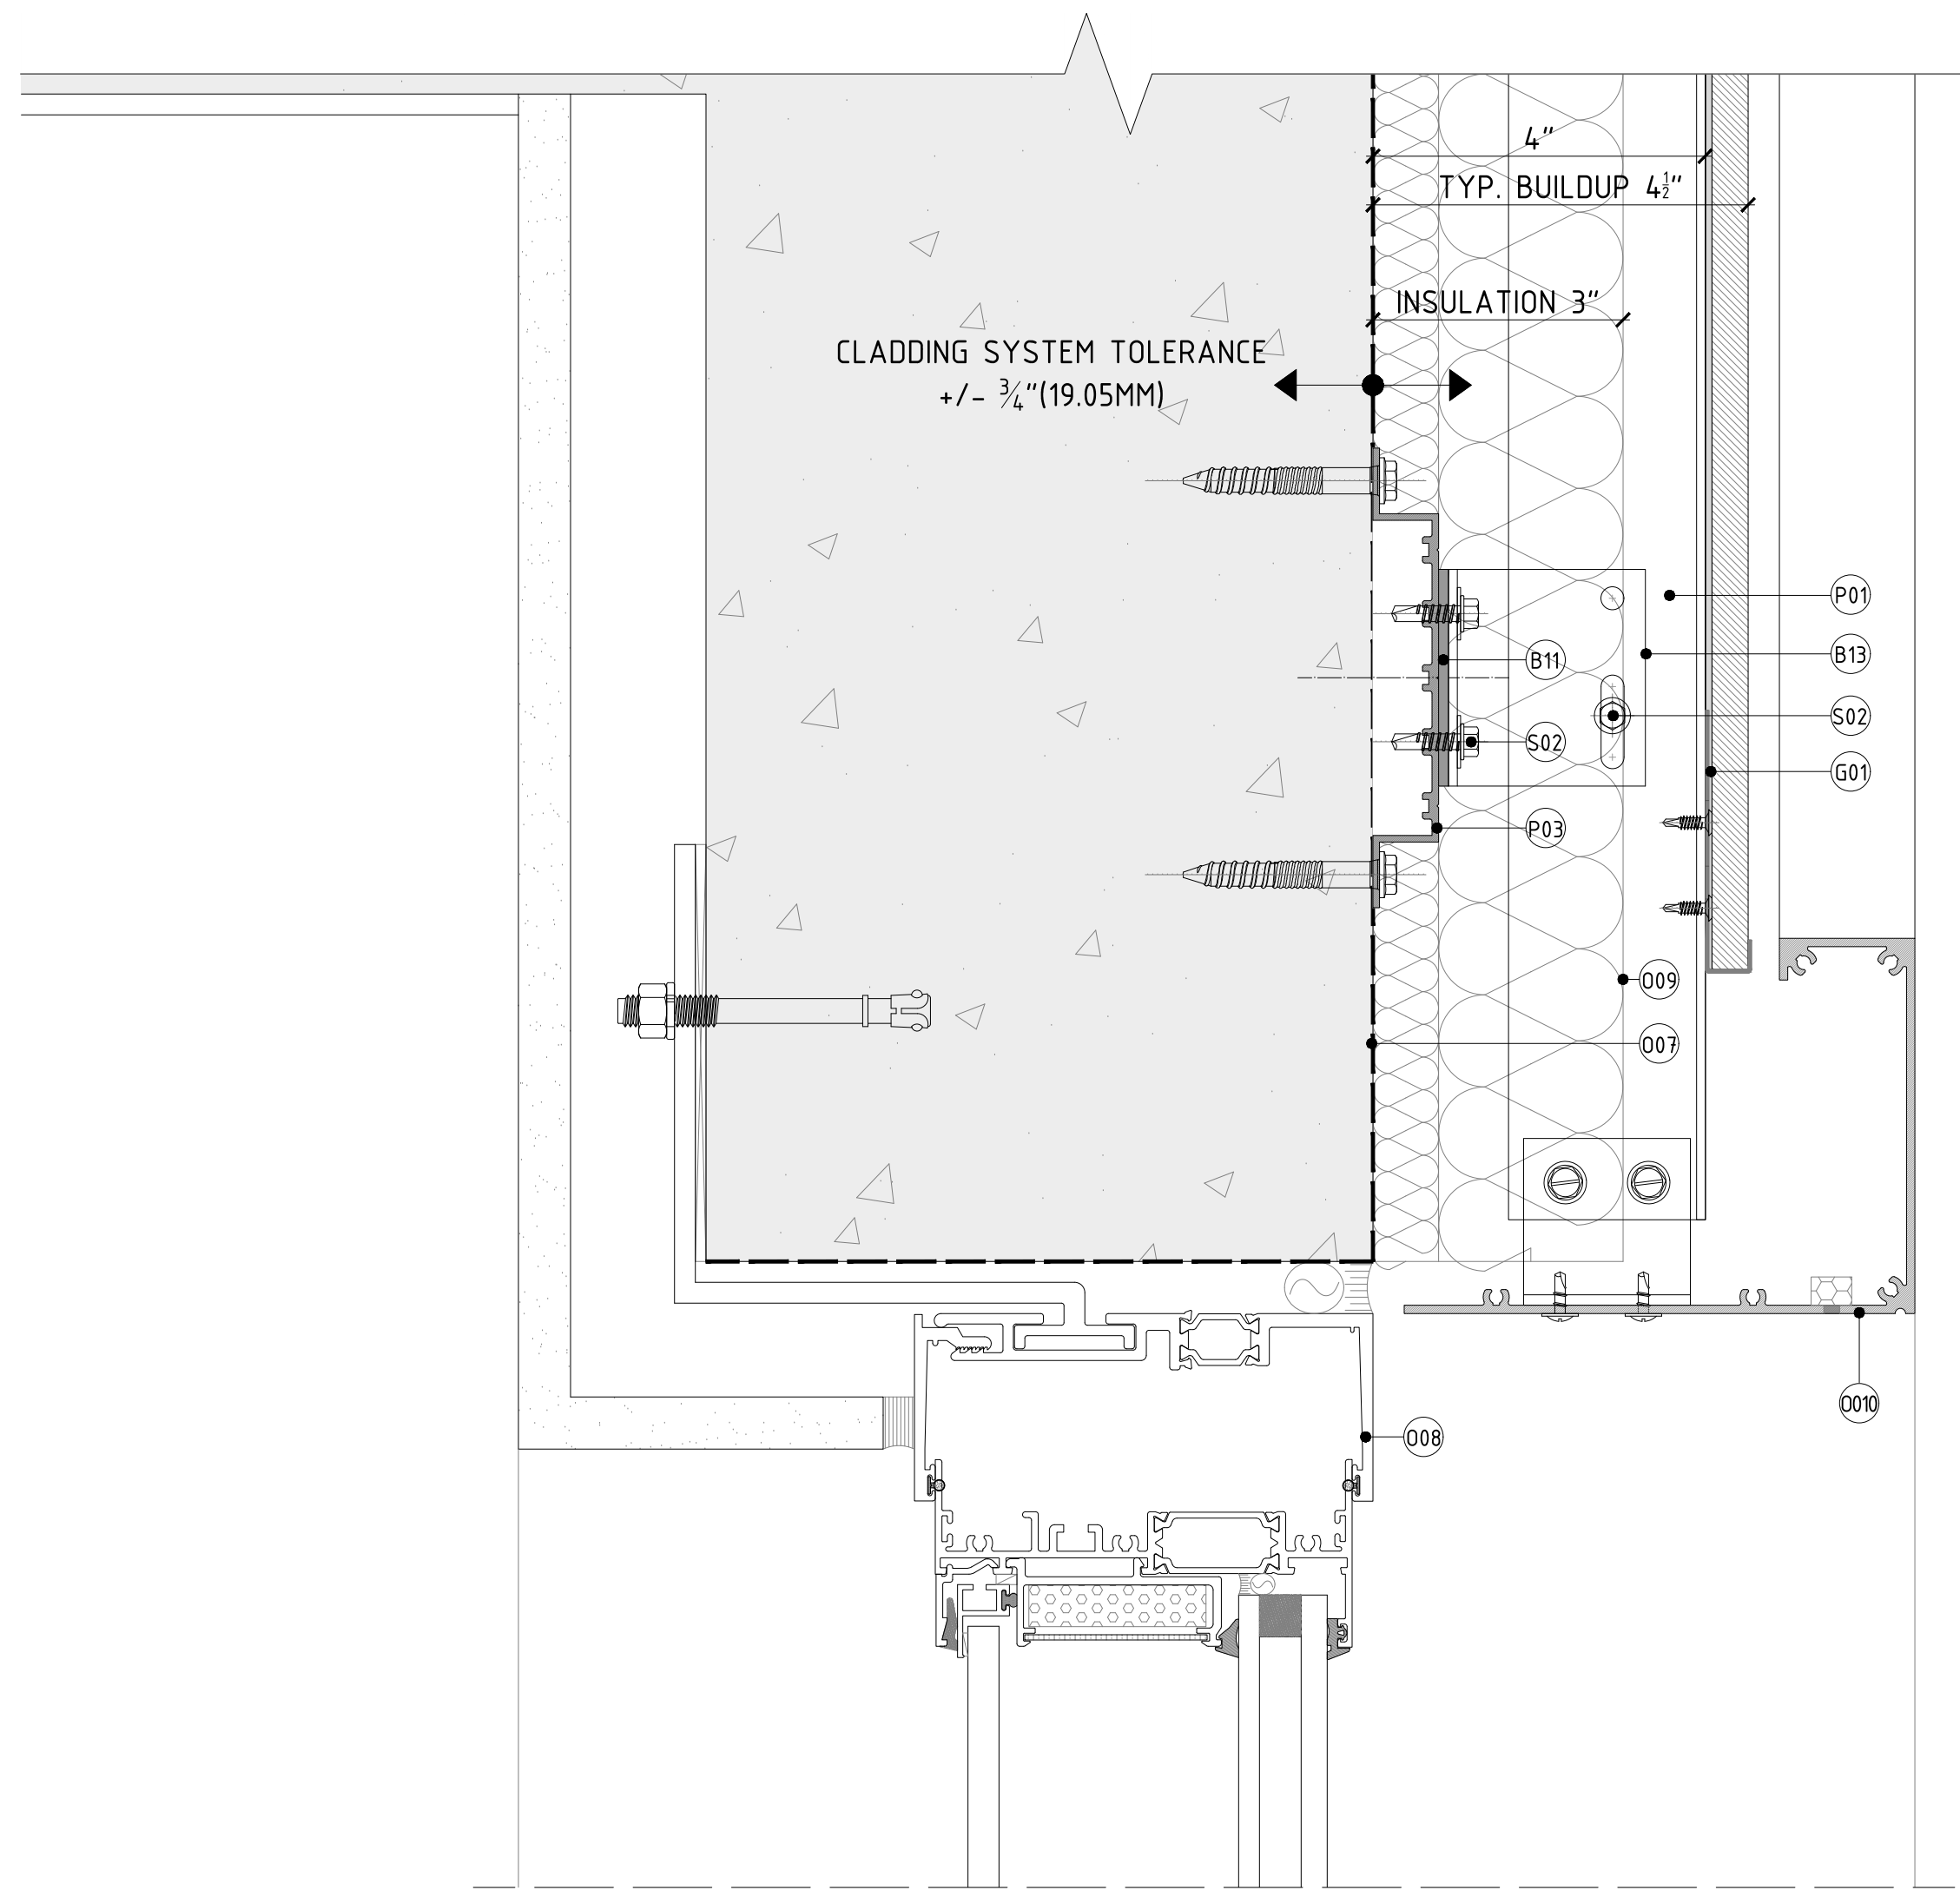 4"
TYP. BUILDUP 4½"
INSULATION 3"
CLADDING SYSTEM TOLERANCE
+/- ¾"(19.05MM)
P01
B13
B11
S02
S02
G01
P03
O09
O07
O010
O08